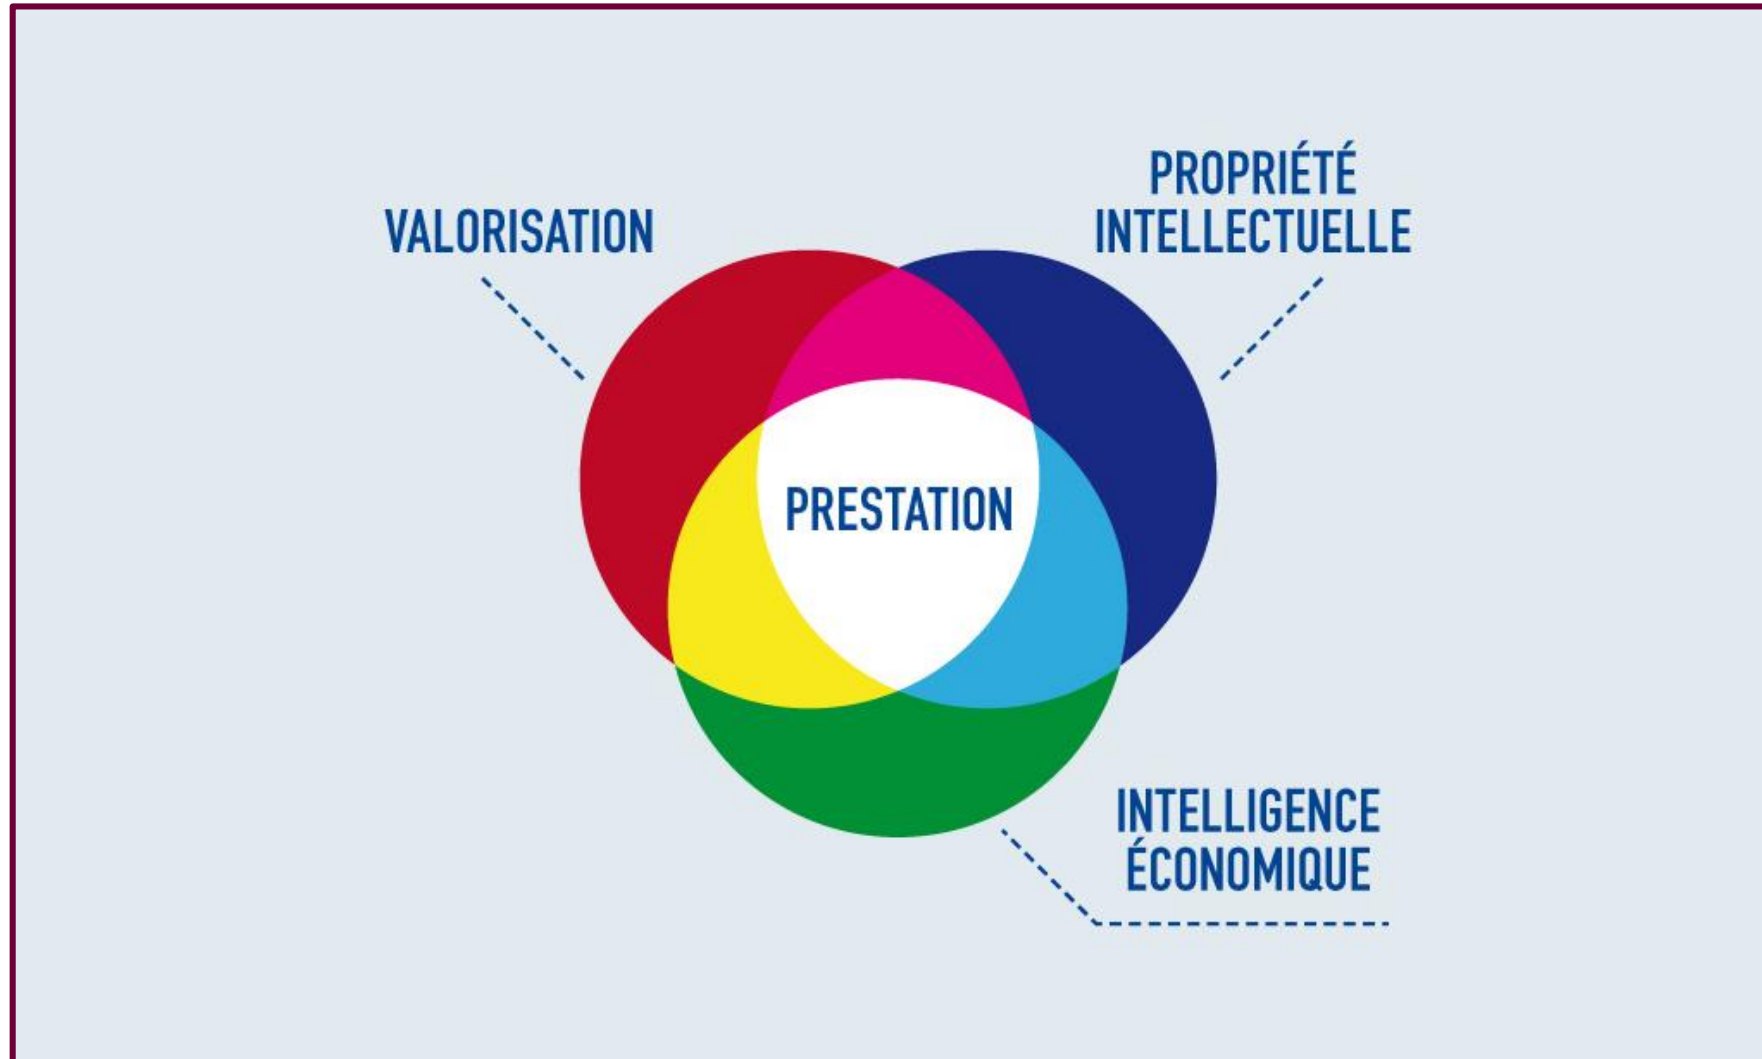 VALORISATION
PROPRIÉTÉ
INTELLECTUELLE
PRESTATION
INTELLIGENCE
ÉCONOMIQUE